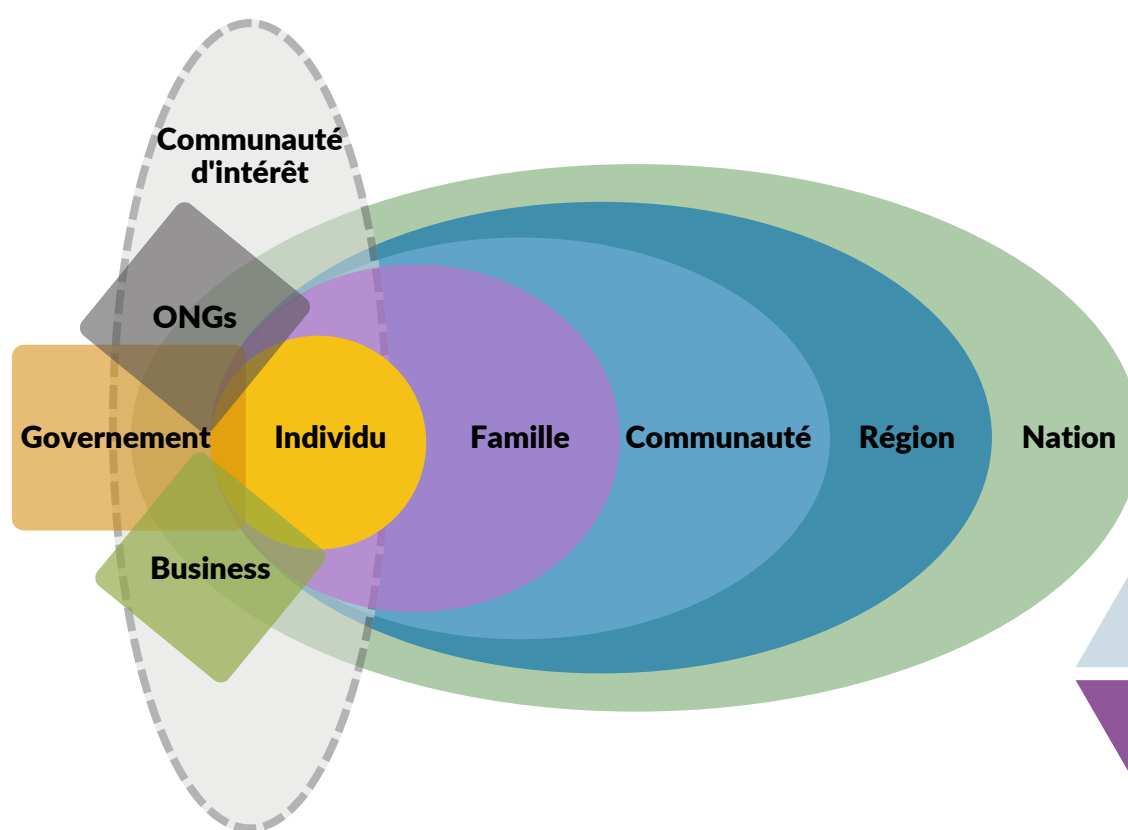 Communauté
d'intérêt
ONGs
Governement
Individu
Famille
Communauté
Région
Nation
Business